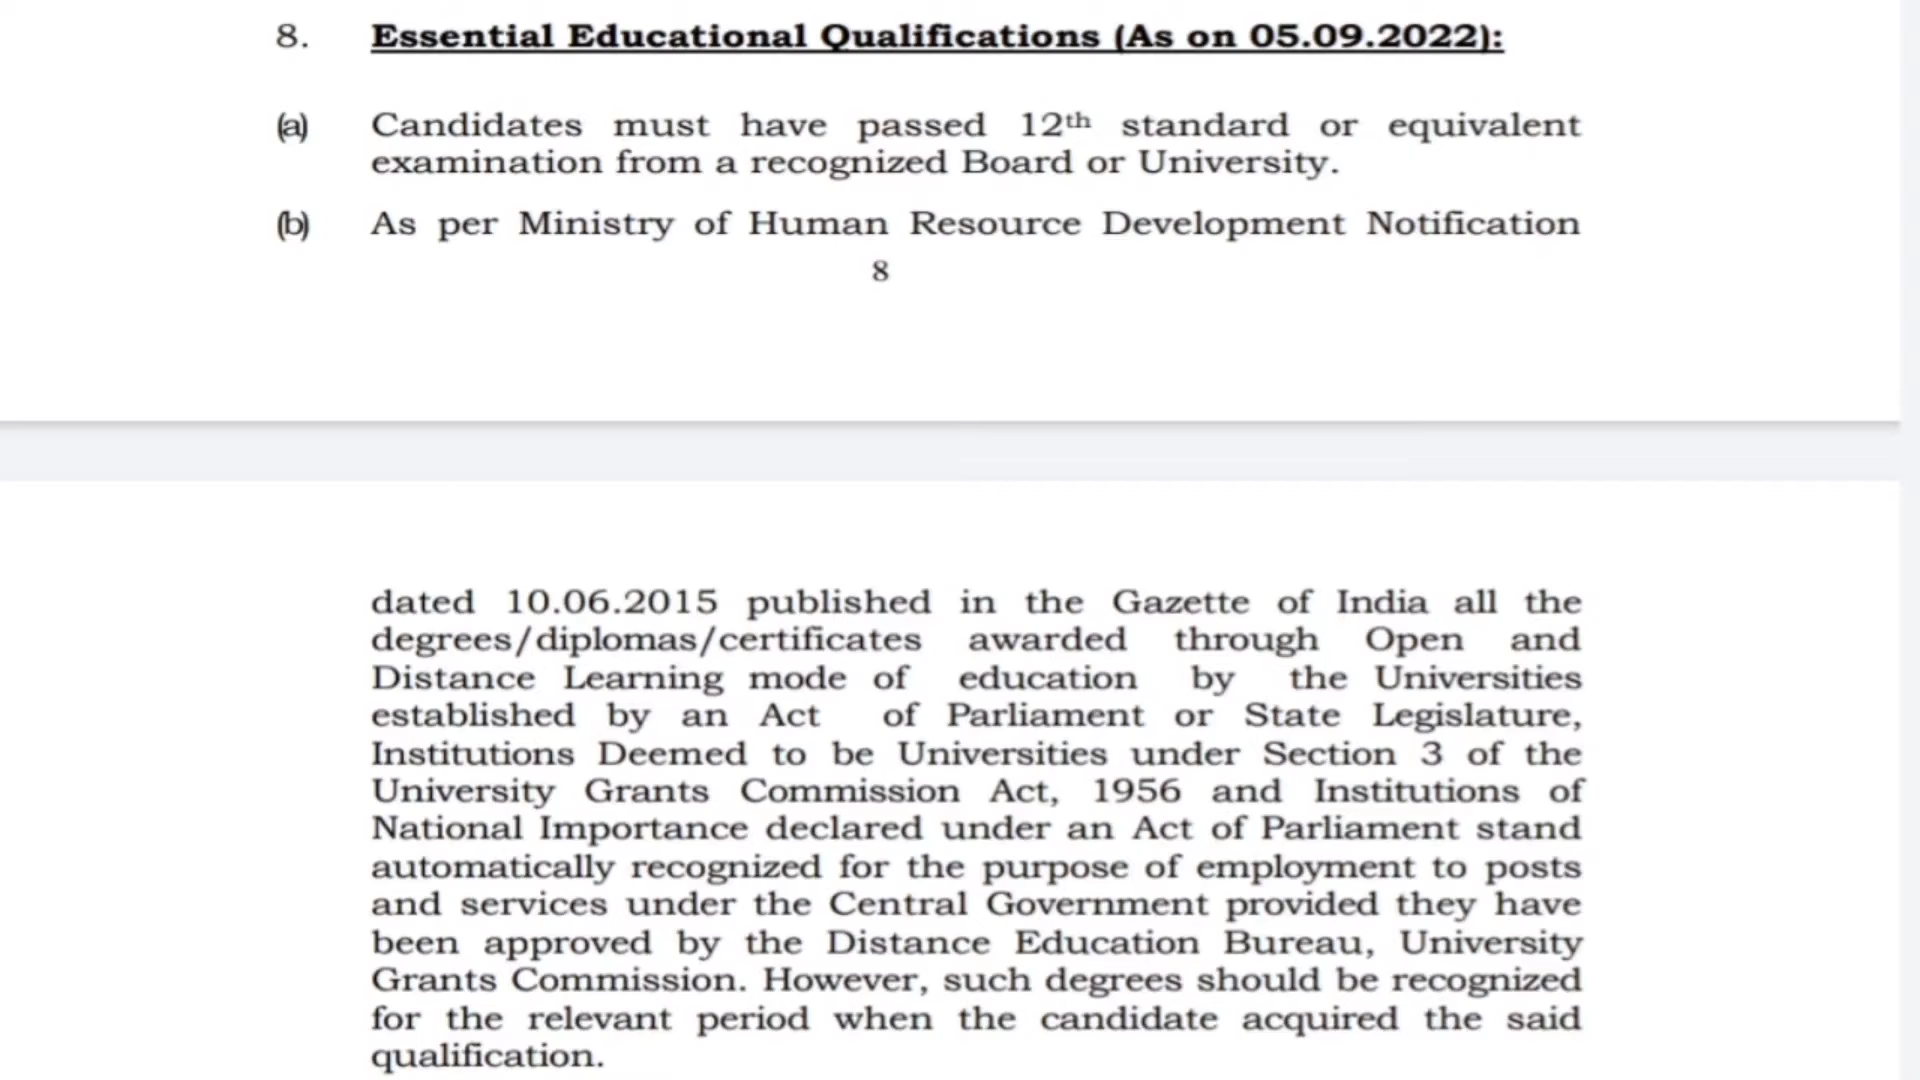 8. Essential Educational Qualifications (As on 05.09.2022):
(a) Candidates must have passed 12th standard or equivalent
examination from a recognized Board or University.
(b) As per Ministry of Human Resource Development Notification
8
dated 10.06.2015 published in the Gazette of India all the
degrees/diplomas/certificates awarded through Open and
Distance Learning mode of education by the Universities
established by an Act of Parliament or State Legislature,
Institutions Deemed to be Universities under Section 3 of the
University Grants Commission Act, 1956 and Institutions of
National Importance declared under an Act of Parliament stand
automatically recognized for the purpose of employment to posts
and services under the Central Government provided they have
been approved by the Distance Education Bureau, University
Grants Commission. However, such degrees should be recognized
for the relevant period when the candidate acquired the said
qualification.